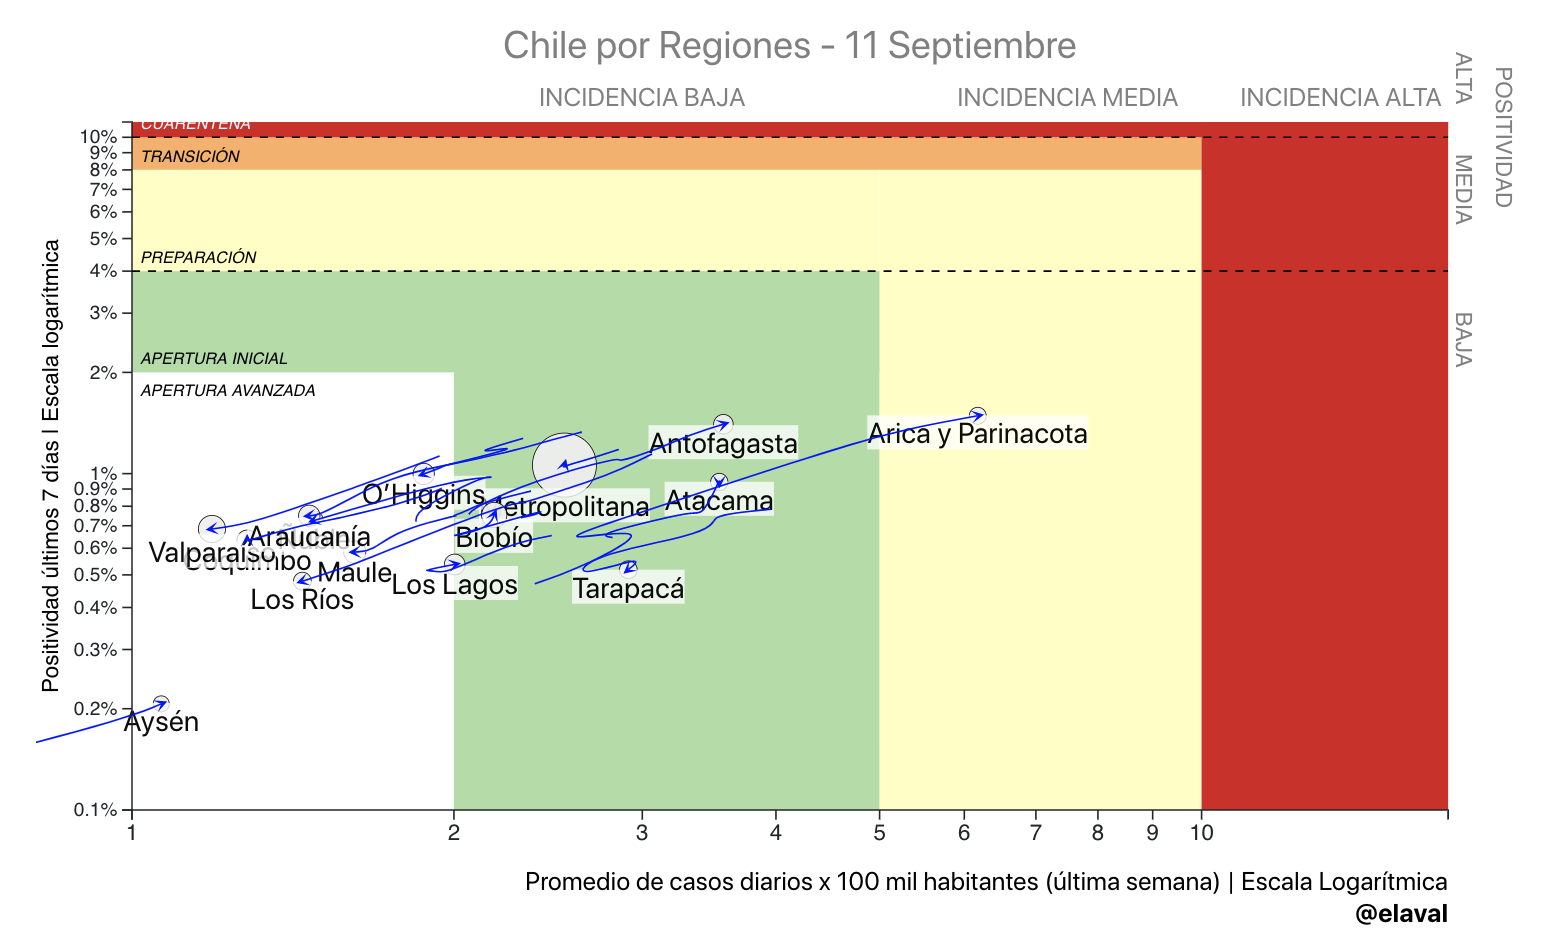 Chile por Regiones - 11 Septiembre
INCIDENCIA BAJA INCIDENCIA MEDIA INCIDENCIA ALTA
ALTA
MEDIA
BAJA
POSITIVIDAD
CUARENTENA
TRANSICIÓN
PREPARACIÓN
APERTURA INICIAL
APERTURA AVANZADA
Positividad últimos 7 días | Escala logarítmica
10%
9%
8%
7%
6%
5%
4%
3%
2%
1%
0.9%
0.8%
0.7%
0.6%
0.5%
0.4%
0.3%
0.2%
0.1%
Arica y Parinacota
Antofagasta
O'Higgins
Atacama
etropolitana
Araucanía
Biobío
Valparaíso
Coquimbo
Maule
Los Lagos
Tarapacá
Los Ríos
Aysén
1 2 3 4 5 6 7 8 9 10
Promedio de casos diarios x 100 mil habitantes (última semana) | Escala Logarítmica
@elaval